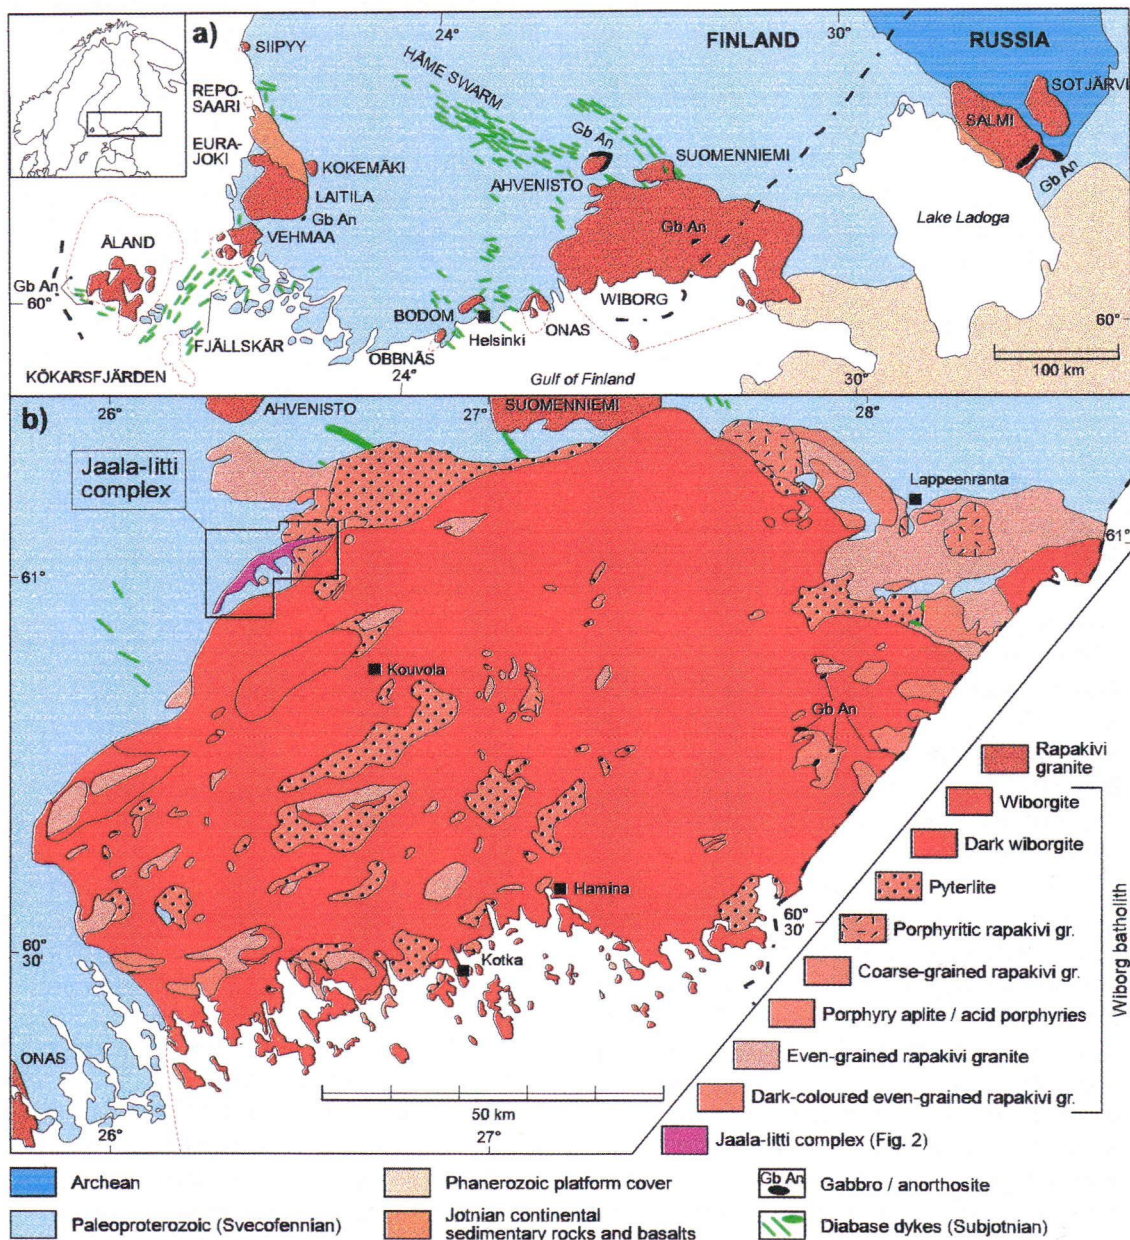 a)
SIIPYY
24°
30°
FINLAND
RUSSIA
HÄME SWARM
REPO-
SAARI
SOTJÄRVI
SALMI
Gb An
EURA-
JOKI
KOKEMÄKI
SUOMENNIEMI
AHVENISTO
Gb An
LAITILA
Gb An
Gb An
Lake Ladoga
VEHMAA
ÅLAND
Gb An
60°
WIBORG
BODOM
ONAS
60°
FJÄLLSKÄR
Helsinki
OBBNÄS
100 km
KÖKARSFJÄRDEN
24°
Gulf of Finland
30°
b)
26°
AHVENISTO
27°
SUOMENNIEMI
28°
Jaala-Iitti
complex
Lappeenranta
61°
61°
Kouvola
Gb An
Hamina
60°
30'
60°
30'
Kotka
ONAS
50 km
26°
27°
Rapakivi
granite
Wiborgite
Dark wiborgite
Pyterlite
Porphyritic rapakivi gr.
Coarse-grained rapakivi gr.
Porphyry aplite / acid porphyries
Even-grained rapakivi granite
Dark-coloured even-grained rapakivi gr.
Wiborg batholith
Jaala-Iitti complex (Fig. 2)
Archean
Phanerozoic platform cover
Gb An
Gabbro / anorthosite
Paleoproterozoic (Svecofennian)
Jotnian continental
sedimentary rocks and basalts
Diabase dykes (Subjotnian)